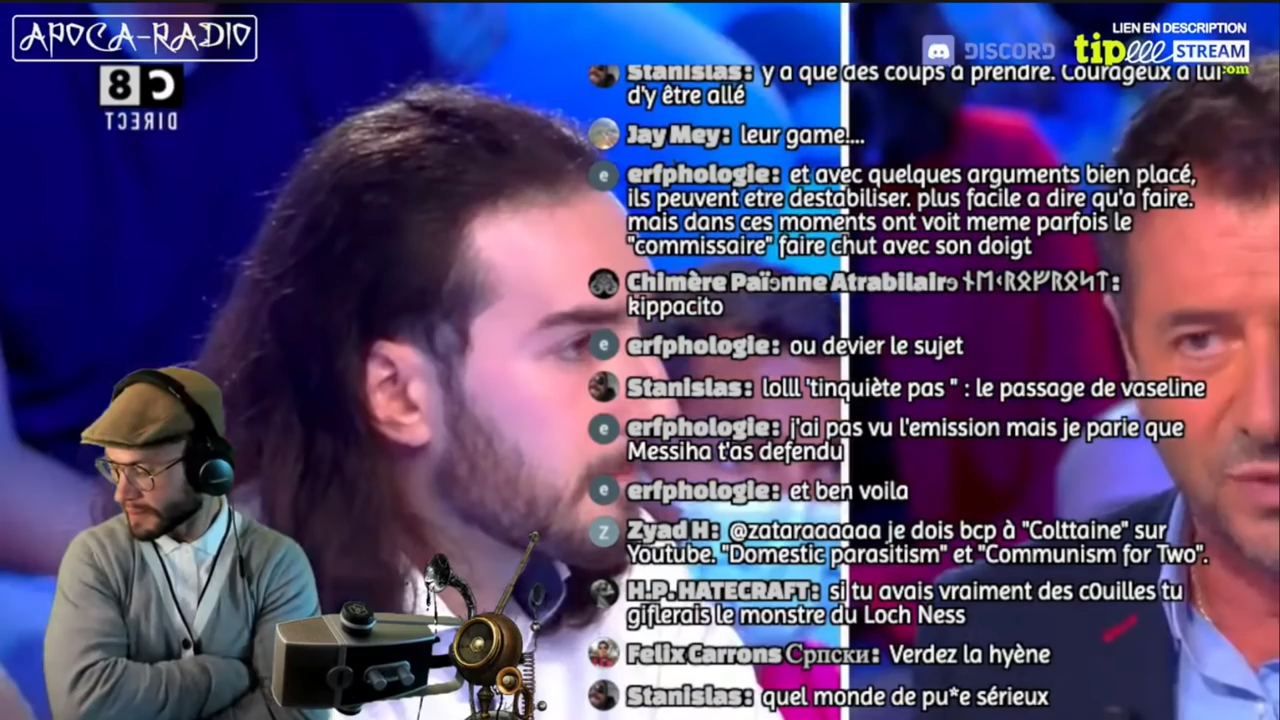 APOCA-RADIO
LIEN EN DESCRIPTION
DISCORD
tipeee STREAM
.com
C8
DIRECT
Stanislas: y a que des coups a prendre. Courageux a lui
d'y être allé
Jay Mey: leur game....
erfphologie: et avec quelques arguments bien placé,
ils peuvent etre destabiliser. plus facile a dire qu'a faire.
mais dans ces moments ont voit meme parfois le
"commissaire" faire chut avec son doigt
Chimère Païenne Atrabilaire
kippacito
erfphologie: ou devier le sujet
Stanislas: lolll 'tinquiète pas " : le passage de vaseline
erfphologie: j'ai pas vu l'emission mais je parie que
Messiha t'as defendu
erfphologie: et ben voila
Zyad H: @zataraaaaaa je dois bcp à "Colttaine" sur
Youtube. "Domestic parasitism" et "Communism for Two".
H.P. HATECRAFT: si tu avais vraiment des c0uilles tu
giflerais le monstre du Loch Ness
Felix Carrons Српски: Verdez la hyène
Stanislas: quel monde de pu*e sérieux